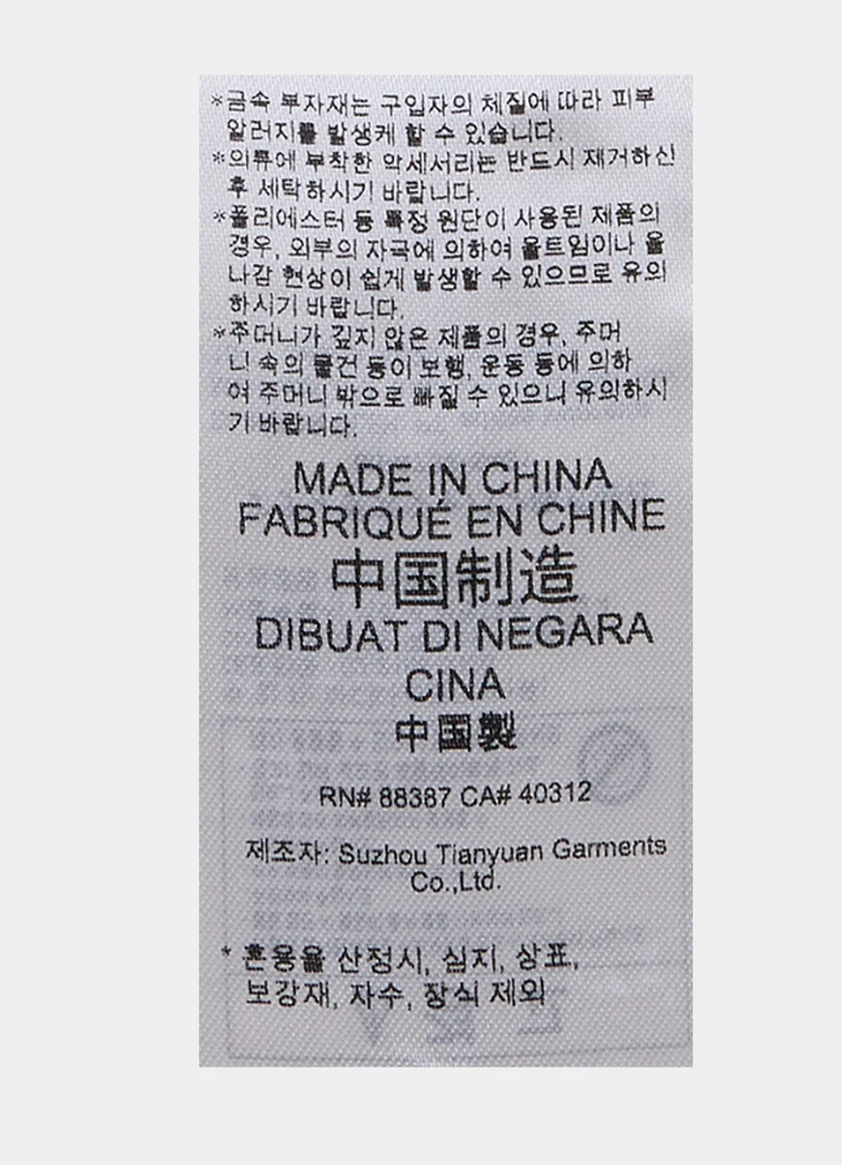 *금속 부자재는 구입자의 체질에 따라 피부
알러지를 발생케 할 수 있습니다.
*의류에 부착한 악세서리는 반드시 제거하신
후 세탁하시기 바랍니다.
*폴리에스터 등 특정 원단이 사용된 제품의
경우, 외부의 자극에 의하여 올트임이나 올
나감 현상이 쉽게 발생할 수 있으므로 유의
하시기 바랍니다.
*주머니가 깊지 않은 제품의 경우, 주머
니 속의 물건 등이 보행, 운동 등에 의하
여 주머니 밖으로 빠질 수 있으니 유의하시
기 바랍니다.
MADE IN CHINA
FABRIQUÉ EN CHINE
中国制造
DIBUAT DI NEGARA
CINA
中国製
RN# 88387 CA# 40312
제조자: Suzhou Tianyuan Garments
Co.,Ltd.
* 혼용율 산정시, 심지, 상표,
보강재, 자수, 장식 제외